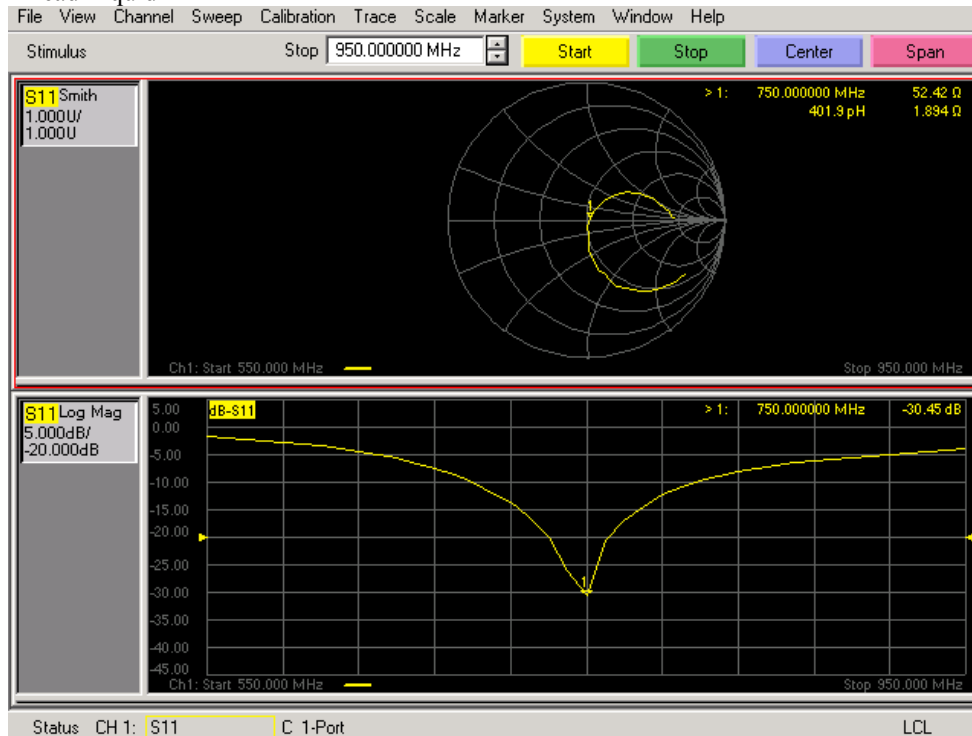 File View Channel Sweep Calibration Trace Scale Marker System Window Help
Stimulus Stop 950.000000 MHz Start Stop Center Span
S11 Smith
1.000U/
1.000U
> 1: 750.000000 MHz 52.42 Ω
401.9 pH 1.894 Ω
1
Ch1: Start 550.000 MHz Stop 950.000 MHz
S11 Log Mag
5.000dB/
-20.000dB
dB-S11
> 1: 750.000000 MHz -30.45 dB
5.00
0.00
-5.00
-10.00
-15.00
-20.00
-25.00
-30.00
-35.00
-40.00
-45.00
1
Ch1: Start 550.000 MHz Stop 950.000 MHz
Status CH 1: S11 C 1-Port LCL